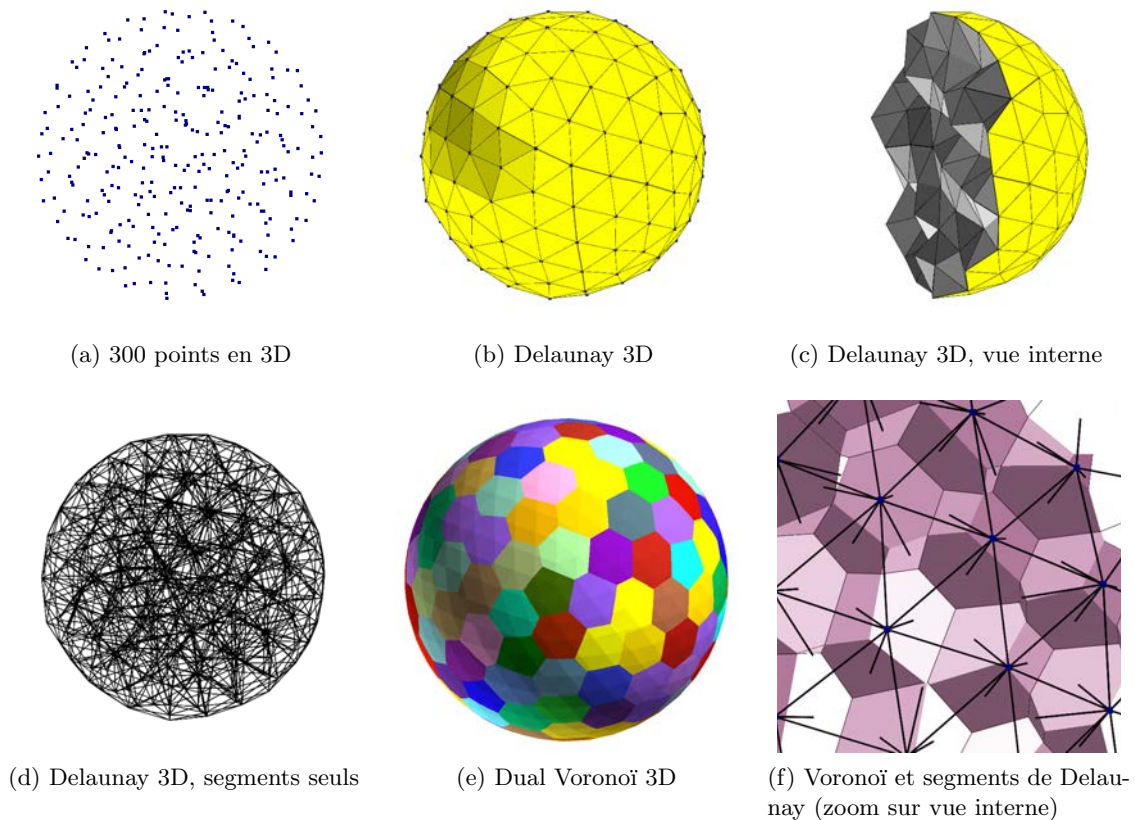 (a) 300 points en 3D
(b) Delaunay 3D
(c) Delaunay 3D, vue interne
(d) Delaunay 3D, segments seuls
(e) Dual Voronoï 3D
(f) Voronoï et segments de Delau-
nay (zoom sur vue interne)